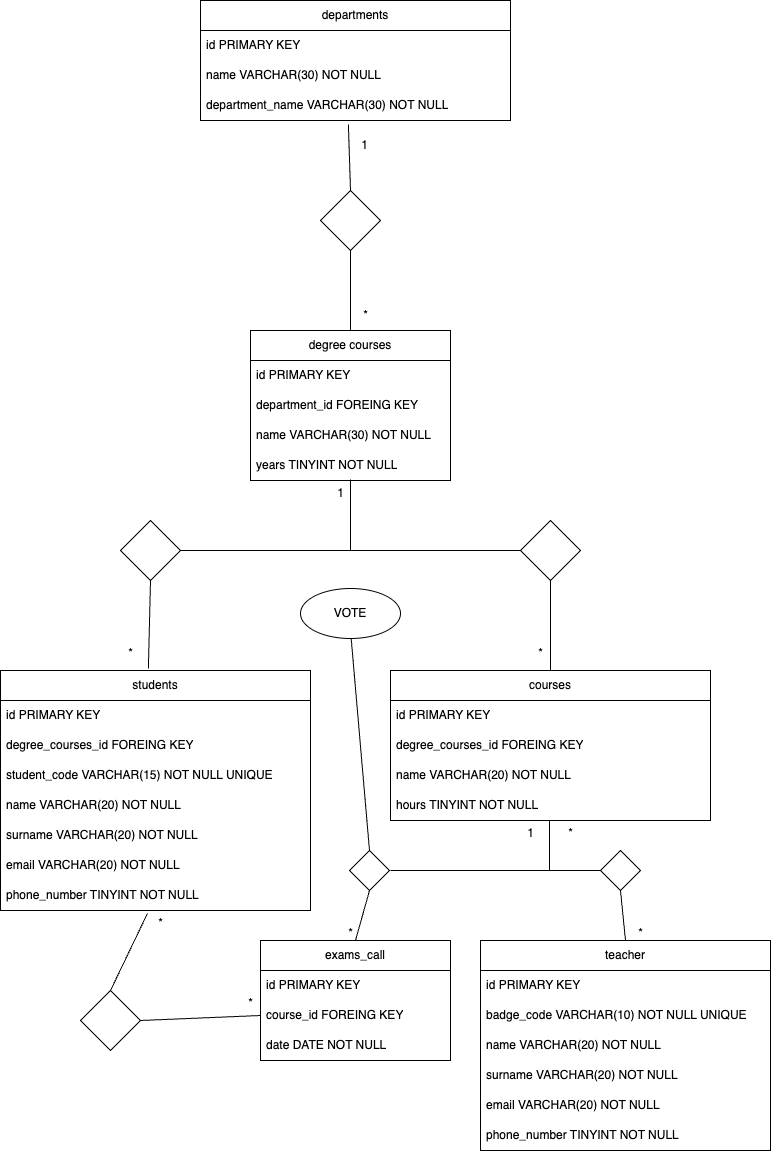 departments
id PRIMARY KEY
name VARCHAR(30) NOT NULL
department_name VARCHAR(30) NOT NULL
1
*
degree courses
id PRIMARY KEY
department_id FOREING KEY
name VARCHAR(30) NOT NULL
years TINYINT NOT NULL
1
VOTE
*
*
students
id PRIMARY KEY
degree_courses_id FOREING KEY
student_code VARCHAR(15) NOT NULL UNIQUE
name VARCHAR(20) NOT NULL
surname VARCHAR(20) NOT NULL
email VARCHAR(20) NOT NULL
phone_number TINYINT NOT NULL
courses
id PRIMARY KEY
degree_courses_id FOREING KEY
name VARCHAR(20) NOT NULL
hours TINYINT NOT NULL
1 *
*
*
*
*
exams_call
id PRIMARY KEY
course_id FOREING KEY
date DATE NOT NULL
teacher
id PRIMARY KEY
badge_code VARCHAR(10) NOT NULL UNIQUE
name VARCHAR(20) NOT NULL
surname VARCHAR(20) NOT NULL
email VARCHAR(20) NOT NULL
phone_number TINYINT NOT NULL